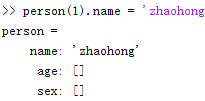 >> person(1).name = 'zhaohong
person =
name: 'zhaohong'
age: []
sex: []